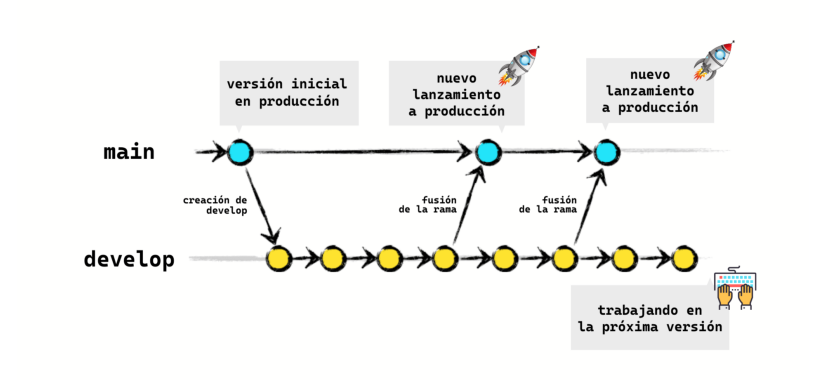 versión inicial
en producción
nuevo
lanzamiento
a producción
nuevo
lanzamiento
a producción
main
creación de
develop
fusión
de la rama
fusión
de la rama
develop
trabajando en
la próxima versión